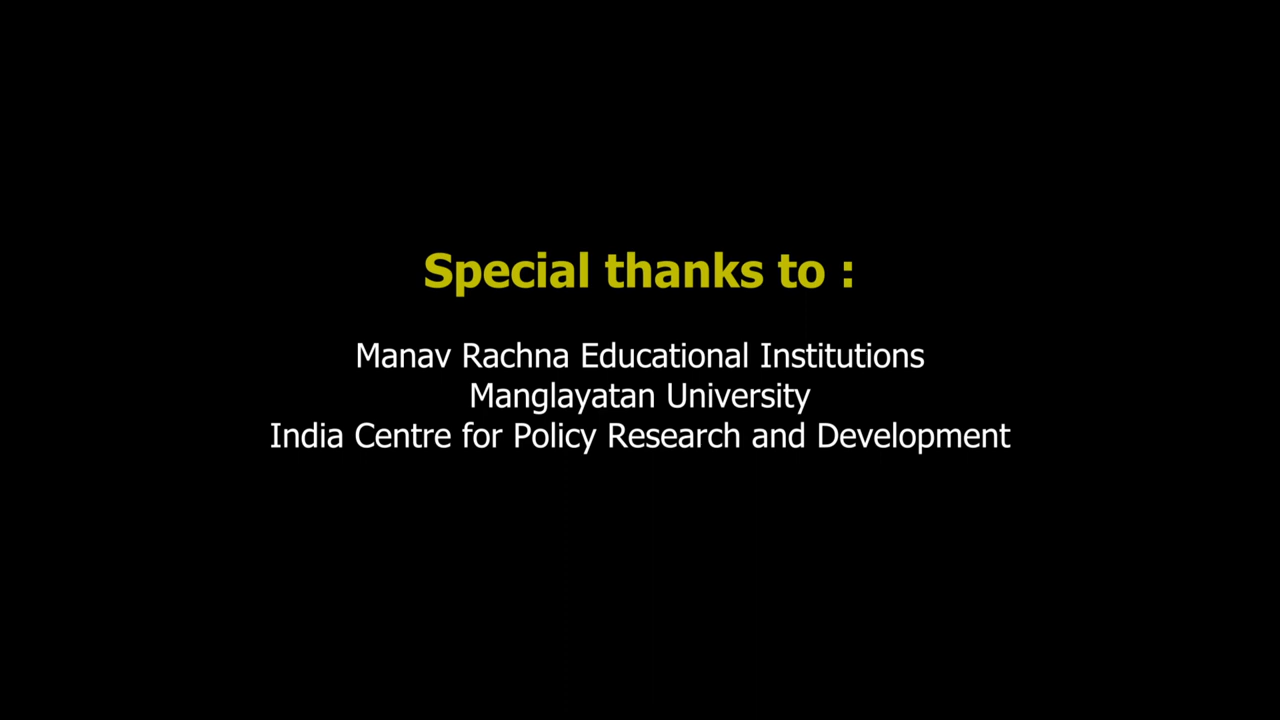 Special thanks to :
Manav Rachna Educational Institutions
Manglayatan University
India Centre for Policy Research and Development